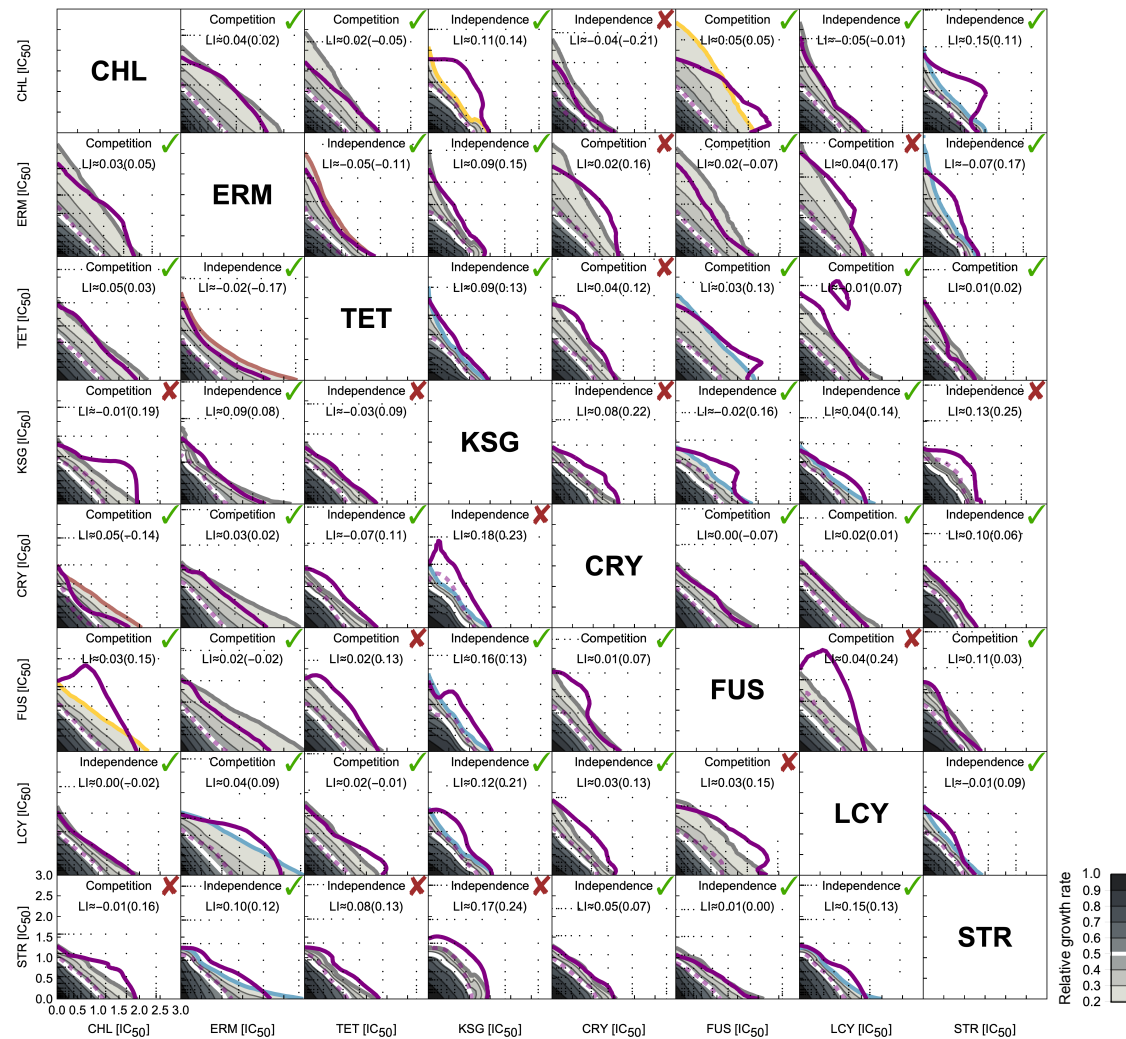 CHL [IC50]
CHL
Competition ✓
LI≈0.04(0.02)
Competition ✓
LI≈0.02(−0.05)
Independence ✓
LI≈0.11(0.14)
Independence ✘
LI≈−0.04(−0.21)
Competition ✓
LI≈0.05(0.05)
Independence ✓
LI≈−0.05(−0.01)
Independence ✓
LI≈0.15(0.11)
ERM [IC50]
Competition ✓
LI≈0.03(0.05)
ERM
Independence ✓
LI≈−0.05(−0.11)
Independence ✓
LI≈0.09(0.15)
Competition ✘
LI≈0.02(0.16)
Competition ✓
LI≈0.02(−0.07)
Competition ✘
LI≈0.04(0.17)
Independence ✓
LI≈−0.07(0.17)
TET [IC50]
Competition ✓
LI≈0.05(0.03)
Independence ✓
LI≈−0.02(−0.17)
TET
Independence ✓
LI≈0.09(0.13)
Competition ✘
LI≈0.04(0.12)
Competition ✓
LI≈0.03(0.13)
Competition ✓
LI≈−0.01(0.07)
Competition ✓
LI≈0.01(0.02)
KSG [IC50]
Competition ✘
LI≈−0.01(0.19)
Independence ✓
LI≈0.09(0.08)
Independence ✘
LI≈−0.03(0.09)
KSG
Independence ✘
LI≈0.08(0.22)
Independence ✓
LI≈−0.02(0.16)
Independence ✓
LI≈0.04(0.14)
Independence ✘
LI≈0.13(0.25)
CRY [IC50]
Competition ✓
LI≈0.05(−0.14)
Competition ✓
LI≈0.03(0.02)
Independence ✓
LI≈−0.07(0.11)
Independence ✘
LI≈0.18(0.23)
CRY
Competition ✓
LI≈0.00(−0.07)
Competition ✓
LI≈0.02(0.01)
Independence ✓
LI≈0.10(0.06)
FUS [IC50]
Competition ✓
LI≈0.03(0.15)
Competition ✓
LI≈0.02(−0.02)
Competition ✘
LI≈0.02(0.13)
Independence ✓
LI≈0.16(0.13)
Competition ✓
LI≈0.01(0.07)
FUS
Competition ✘
LI≈0.04(0.24)
Competition ✓
LI≈0.11(0.03)
LCY [IC50]
Independence ✓
LI≈0.00(−0.02)
Competition ✓
LI≈0.04(0.09)
Competition ✓
LI≈0.02(−0.01)
Independence ✓
LI≈0.12(0.21)
Independence ✓
LI≈0.03(0.13)
Competition ✘
LI≈0.03(0.15)
LCY
Independence ✓
LI≈−0.01(0.09)
STR [IC50]
3.0
2.5
2.0
1.5
1.0
0.5
0.0
Competition ✘
LI≈−0.01(0.16)
Independence ✓
LI≈0.10(0.12)
Independence ✘
LI≈0.08(0.13)
Independence ✘
LI≈0.17(0.24)
Independence ✓
LI≈0.05(0.07)
Independence ✓
LI≈0.01(0.00)
Independence ✓
LI≈0.15(0.13)
STR
0.0 0.5 1.0 1.5 2.0 2.5 3.0
CHL [IC50]
ERM [IC50]
TET [IC50]
KSG [IC50]
CRY [IC50]
FUS [IC50]
LCY [IC50]
STR [IC50]
Relative growth rate
1.0
0.9
0.8
0.7
0.6
0.5
0.4
0.3
0.2